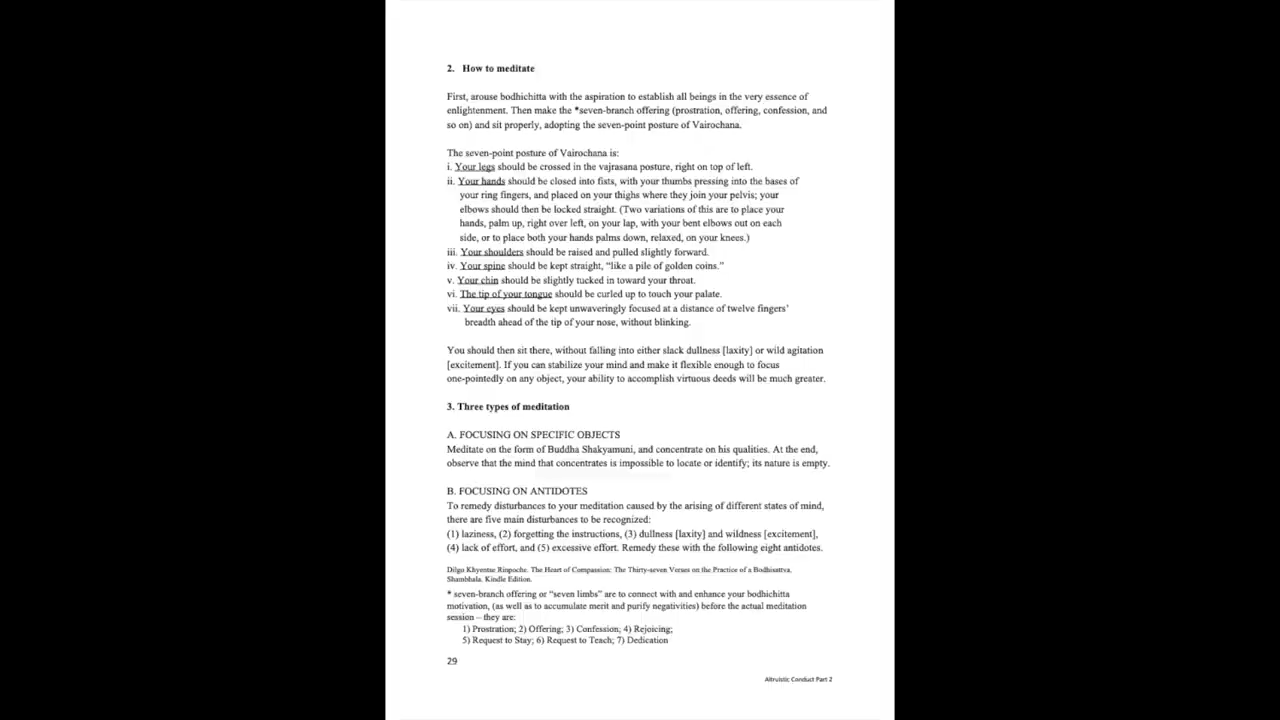 2. How to meditate
First, arouse bodhichitta with the aspiration to establish all beings in the very essence of
enlightenment. Then make the *seven-branch offering (prostration, offering, confession, and
so on) and sit properly, adopting the seven-point posture of Vairochana.
The seven-point posture of Vairochana is:
i. Your legs should be crossed in the vajrasana posture, right on top of left.
ii. Your hands should be closed into fists, with your thumbs pressing into the bases of
your ring fingers, and placed on your thighs where they join your pelvis; your
elbows should then be locked straight. (Two variations of this are to place your
hands, palm up, right over left, on your lap, with your bent elbows out on each
side, or to place both your hands palms down, relaxed, on your knees.)
iii. Your shoulders should be raised and pulled slightly forward.
iv. Your spine should be kept straight, “like a pile of golden coins.”
v. Your chin should be slightly tucked in toward your throat.
vi. The tip of your tongue should be curled up to touch your palate.
vii. Your eyes should be kept unwaveringly focused at a distance of twelve fingers’
breadth ahead of the tip of your nose, without blinking.
You should then sit there, without falling into either slack dullness [laxity] or wild agitation
[excitement]. If you can stabilize your mind and make it flexible enough to focus
one-pointedly on any object, your ability to accomplish virtuous deeds will be much greater.
3. Three types of meditation
A. FOCUSING ON SPECIFIC OBJECTS
Meditate on the form of Buddha Shakyamuni, and concentrate on his qualities. At the end,
observe that the mind that concentrates is impossible to locate or identify; its nature is empty.
B. FOCUSING ON ANTIDOTES
To remedy disturbances to your meditation caused by the arising of different states of mind,
there are five main disturbances to be recognized:
(1) laziness, (2) forgetting the instructions, (3) dullness [laxity] and wildness [excitement],
(4) lack of effort, and (5) excessive effort. Remedy these with the following eight antidotes.
Dilgo Khyentse Rinpoche. The Heart of Compassion: The Thirty-seven Verses on the Practice of a Bodhisattva,
Shambhala. Kindle Edition.
* seven-branch offering or “seven limbs” are to connect with and enhance your bodhichitta
motivation, (as well as to accumulate merit and purify negativities) before the actual meditation
session – they are:
1) Prostration; 2) Offering; 3) Confession; 4) Rejoicing;
5) Request to Stay; 6) Request to Teach; 7) Dedication
29
Altruistic Conduct Part 2